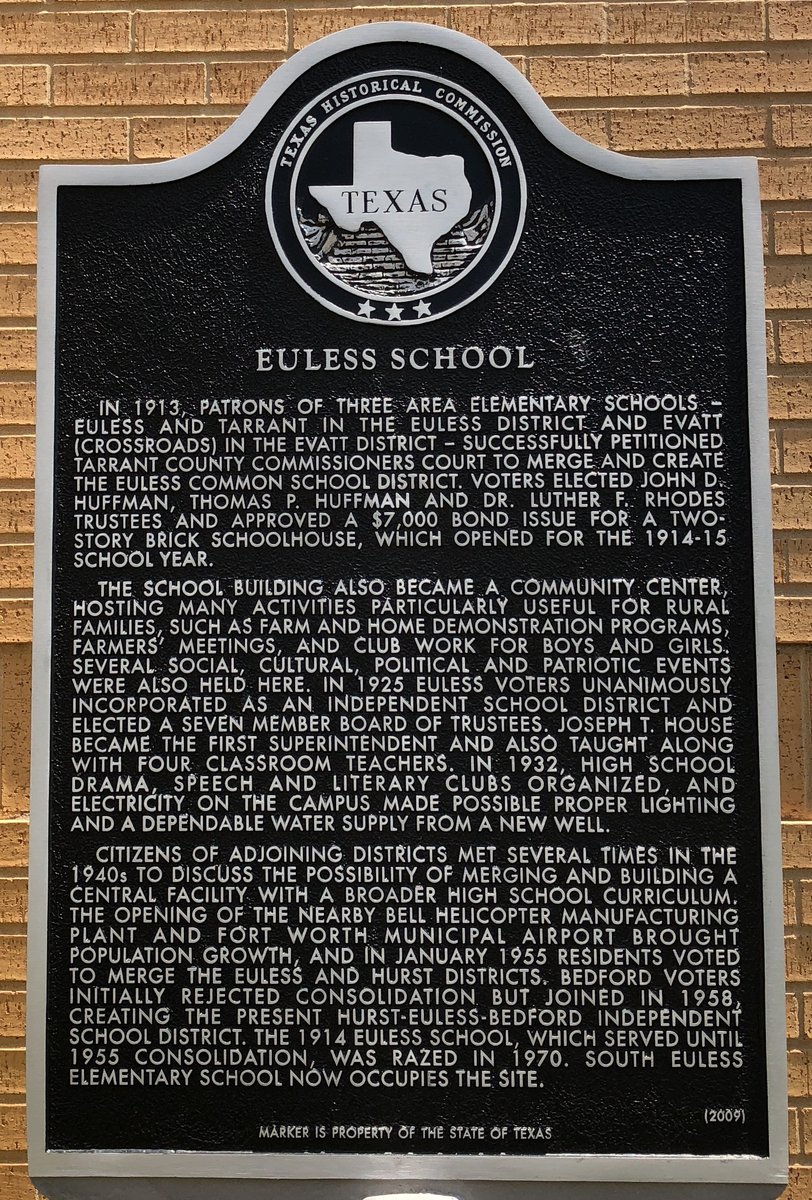 TEXAS HISTORICAL COMMISSION
TEXAS
EULESS SCHOOL
IN 1913, PATRONS OF THREE AREA ELEMENTARY SCHOOLS –
EULESS AND TARRANT IN THE EULESS DISTRICT AND EVATT
(CROSSROADS) IN THE EVATT DISTRICT – SUCCESSFULLY PETITIONED
TARRANT COUNTY COMMISSIONERS COURT TO MERGE AND CREATE
THE EULESS COMMON SCHOOL DISTRICT. VOTERS ELECTED JOHN D.
HUFFMAN, THOMAS P. HUFFMAN AND DR. LUTHER F. RHODES
TRUSTEES AND APPROVED A $7,000 BOND ISSUE FOR A TWO-
STORY BRICK SCHOOLHOUSE, WHICH OPENED FOR THE 1914-15
SCHOOL YEAR.
THE SCHOOL BUILDING ALSO BECAME A COMMUNITY CENTER,
HOSTING MANY ACTIVITIES PARTICULARLY USEFUL FOR RURAL
FAMILIES, SUCH AS FARM AND HOME DEMONSTRATION PROGRAMS,
FARMERS' MEETINGS, AND CLUB WORK FOR BOYS AND GIRLS.
SEVERAL SOCIAL, CULTURAL, POLITICAL AND PATRIOTIC EVENTS
WERE ALSO HELD HERE. IN 1925 EULESS VOTERS UNANIMOUSLY
INCORPORATED AS AN INDEPENDENT SCHOOL DISTRICT AND
ELECTED A SEVEN MEMBER BOARD OF TRUSTEES. JOSEPH T. HOUSE
BECAME THE FIRST SUPERINTENDENT AND ALSO TAUGHT ALONG
WITH FOUR CLASSROOM TEACHERS. IN 1932, HIGH SCHOOL
DRAMA, SPEECH AND LITERARY CLUBS ORGANIZED, AND
ELECTRICITY ON THE CAMPUS MADE POSSIBLE PROPER LIGHTING
AND A DEPENDABLE WATER SUPPLY FROM A NEW WELL.
CITIZENS OF ADJOINING DISTRICTS MET SEVERAL TIMES IN THE
1940s TO DISCUSS THE POSSIBILITY OF MERGING AND BUILDING A
CENTRAL FACILITY WITH A BROADER HIGH SCHOOL CURRICULUM.
THE OPENING OF THE NEARBY BELL HELICOPTER MANUFACTURING
PLANT AND FORT WORTH MUNICIPAL AIRPORT BROUGHT
POPULATION GROWTH, AND IN JANUARY 1955 RESIDENTS VOTED
TO MERGE THE EULESS AND HURST DISTRICTS. BEDFORD VOTERS
INITIALLY REJECTED CONSOLIDATION BUT JOINED IN 1958,
CREATING THE PRESENT HURST-EULESS-BEDFORD INDEPENDENT
SCHOOL DISTRICT. THE 1914 EULESS SCHOOL, WHICH SERVED UNTIL
1955 CONSOLIDATION, WAS RAZED IN 1970. SOUTH EULESS
ELEMENTARY SCHOOL NOW OCCUPIES THE SITE.
(2009)
MARKER IS PROPERTY OF THE STATE OF TEXAS